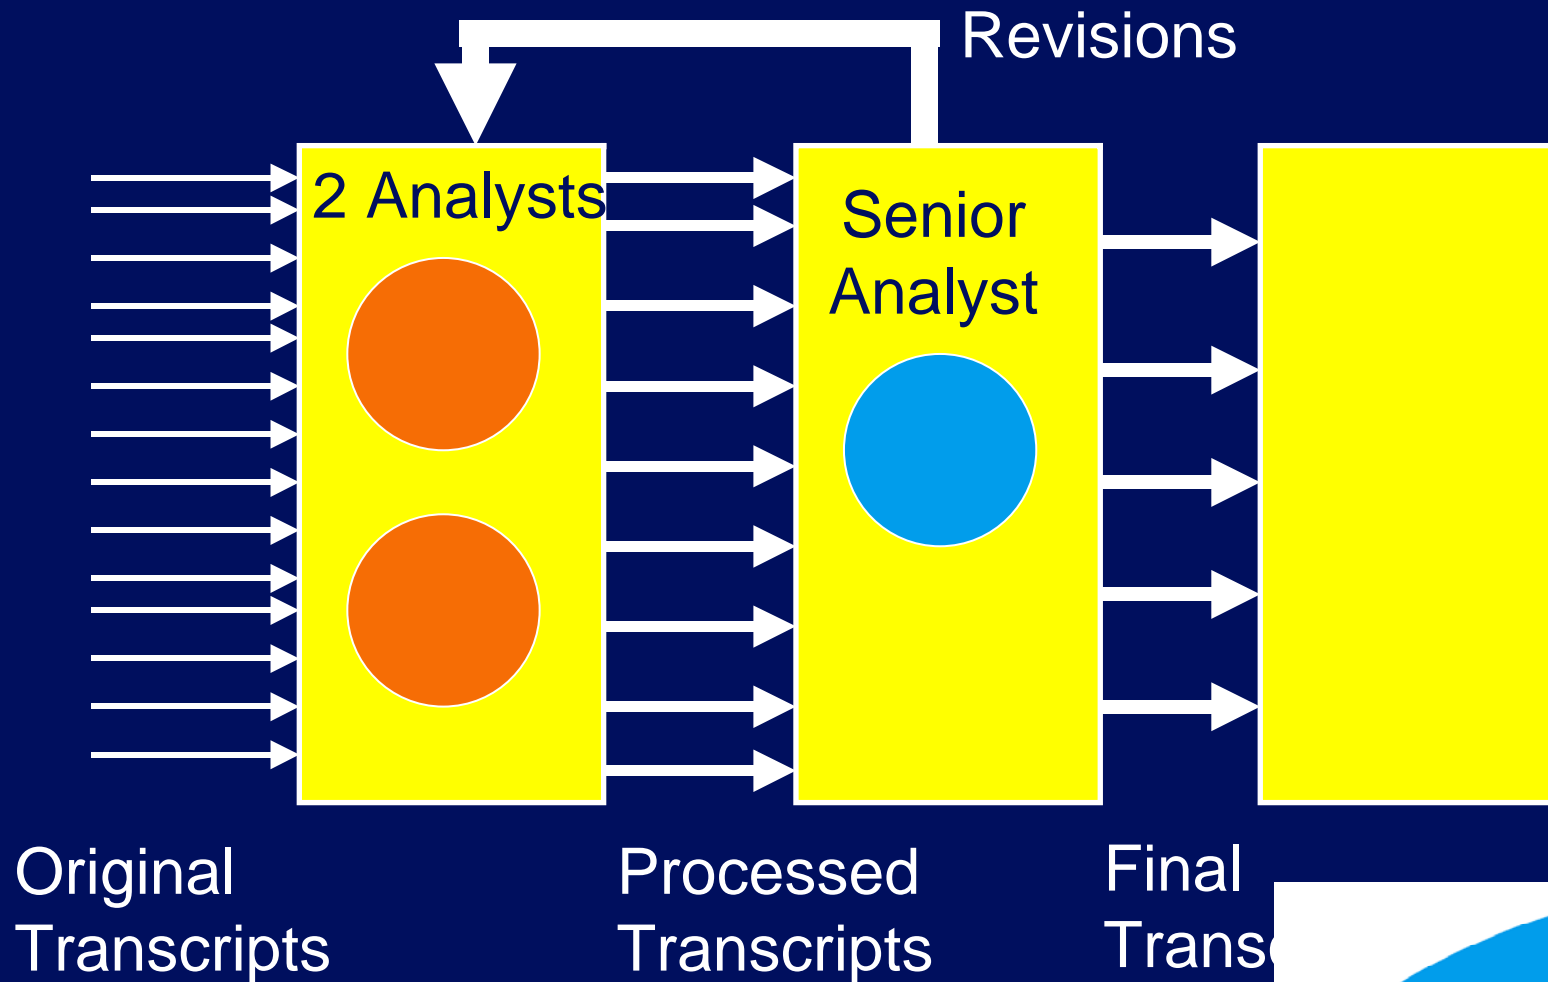 Revisions
2 Analysts
Senior
Analyst
Original
Transcripts
Processed
Transcripts
Final